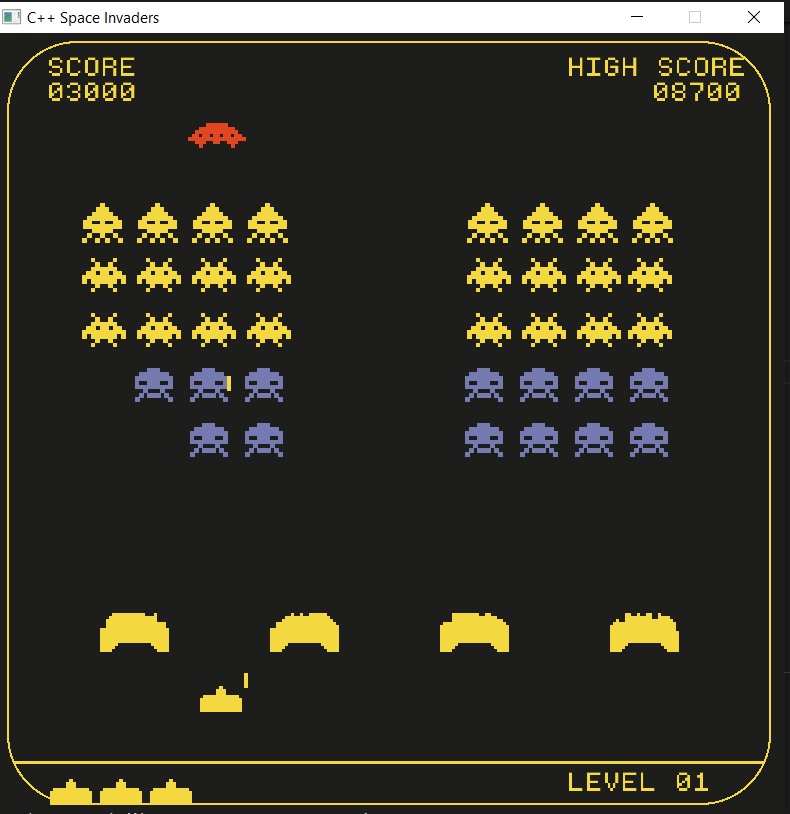 C++ Space Invaders
SCORE
03000
HIGH SCORE
08700
LEVEL 01